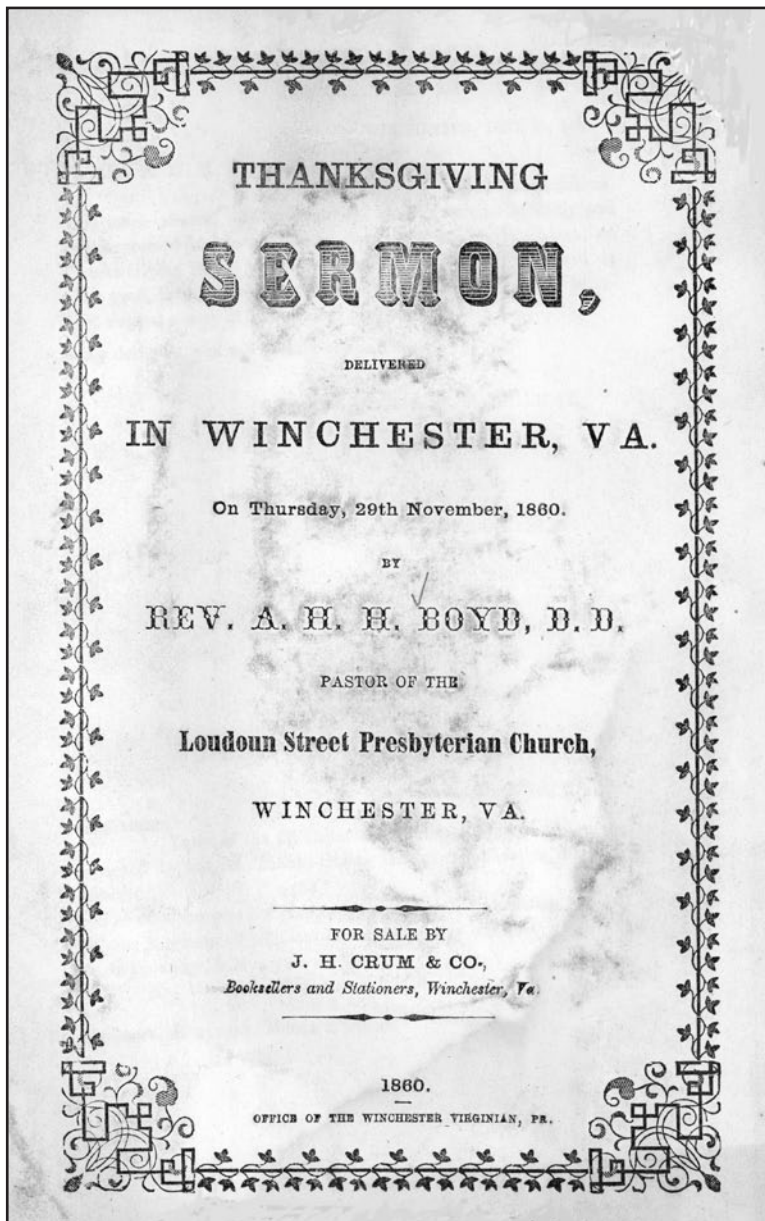 THANKSGIVING
SERMON,
DELIVERED
IN WINCHESTER, VA.
On Thursday, 29th November, 1860.
BY
REV. A. H. H. BOYD, D. D.
PASTOR OF THE
Loudoun Street Presbyterian Church,
WINCHESTER, VA.
FOR SALE BY
J. H. CRUM & CO.,
Booksellers and Stationers, Winchester, Va.
1860.
OFFICE OF THE WINCHESTER VIRGINIAN, PR.